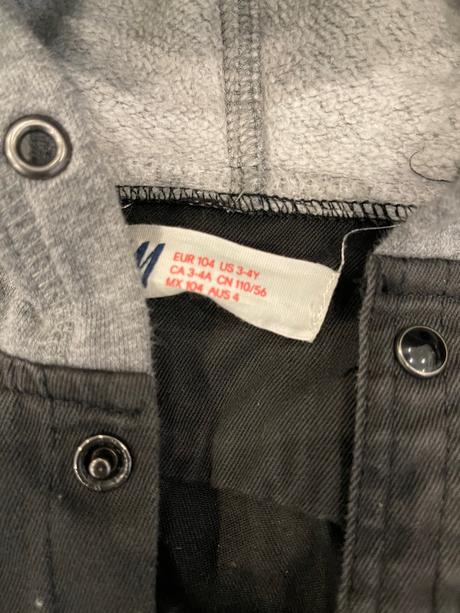 M
EUR 104 US 3-4Y
CA 3-4A CN 110/56
MX 104 AUS 4